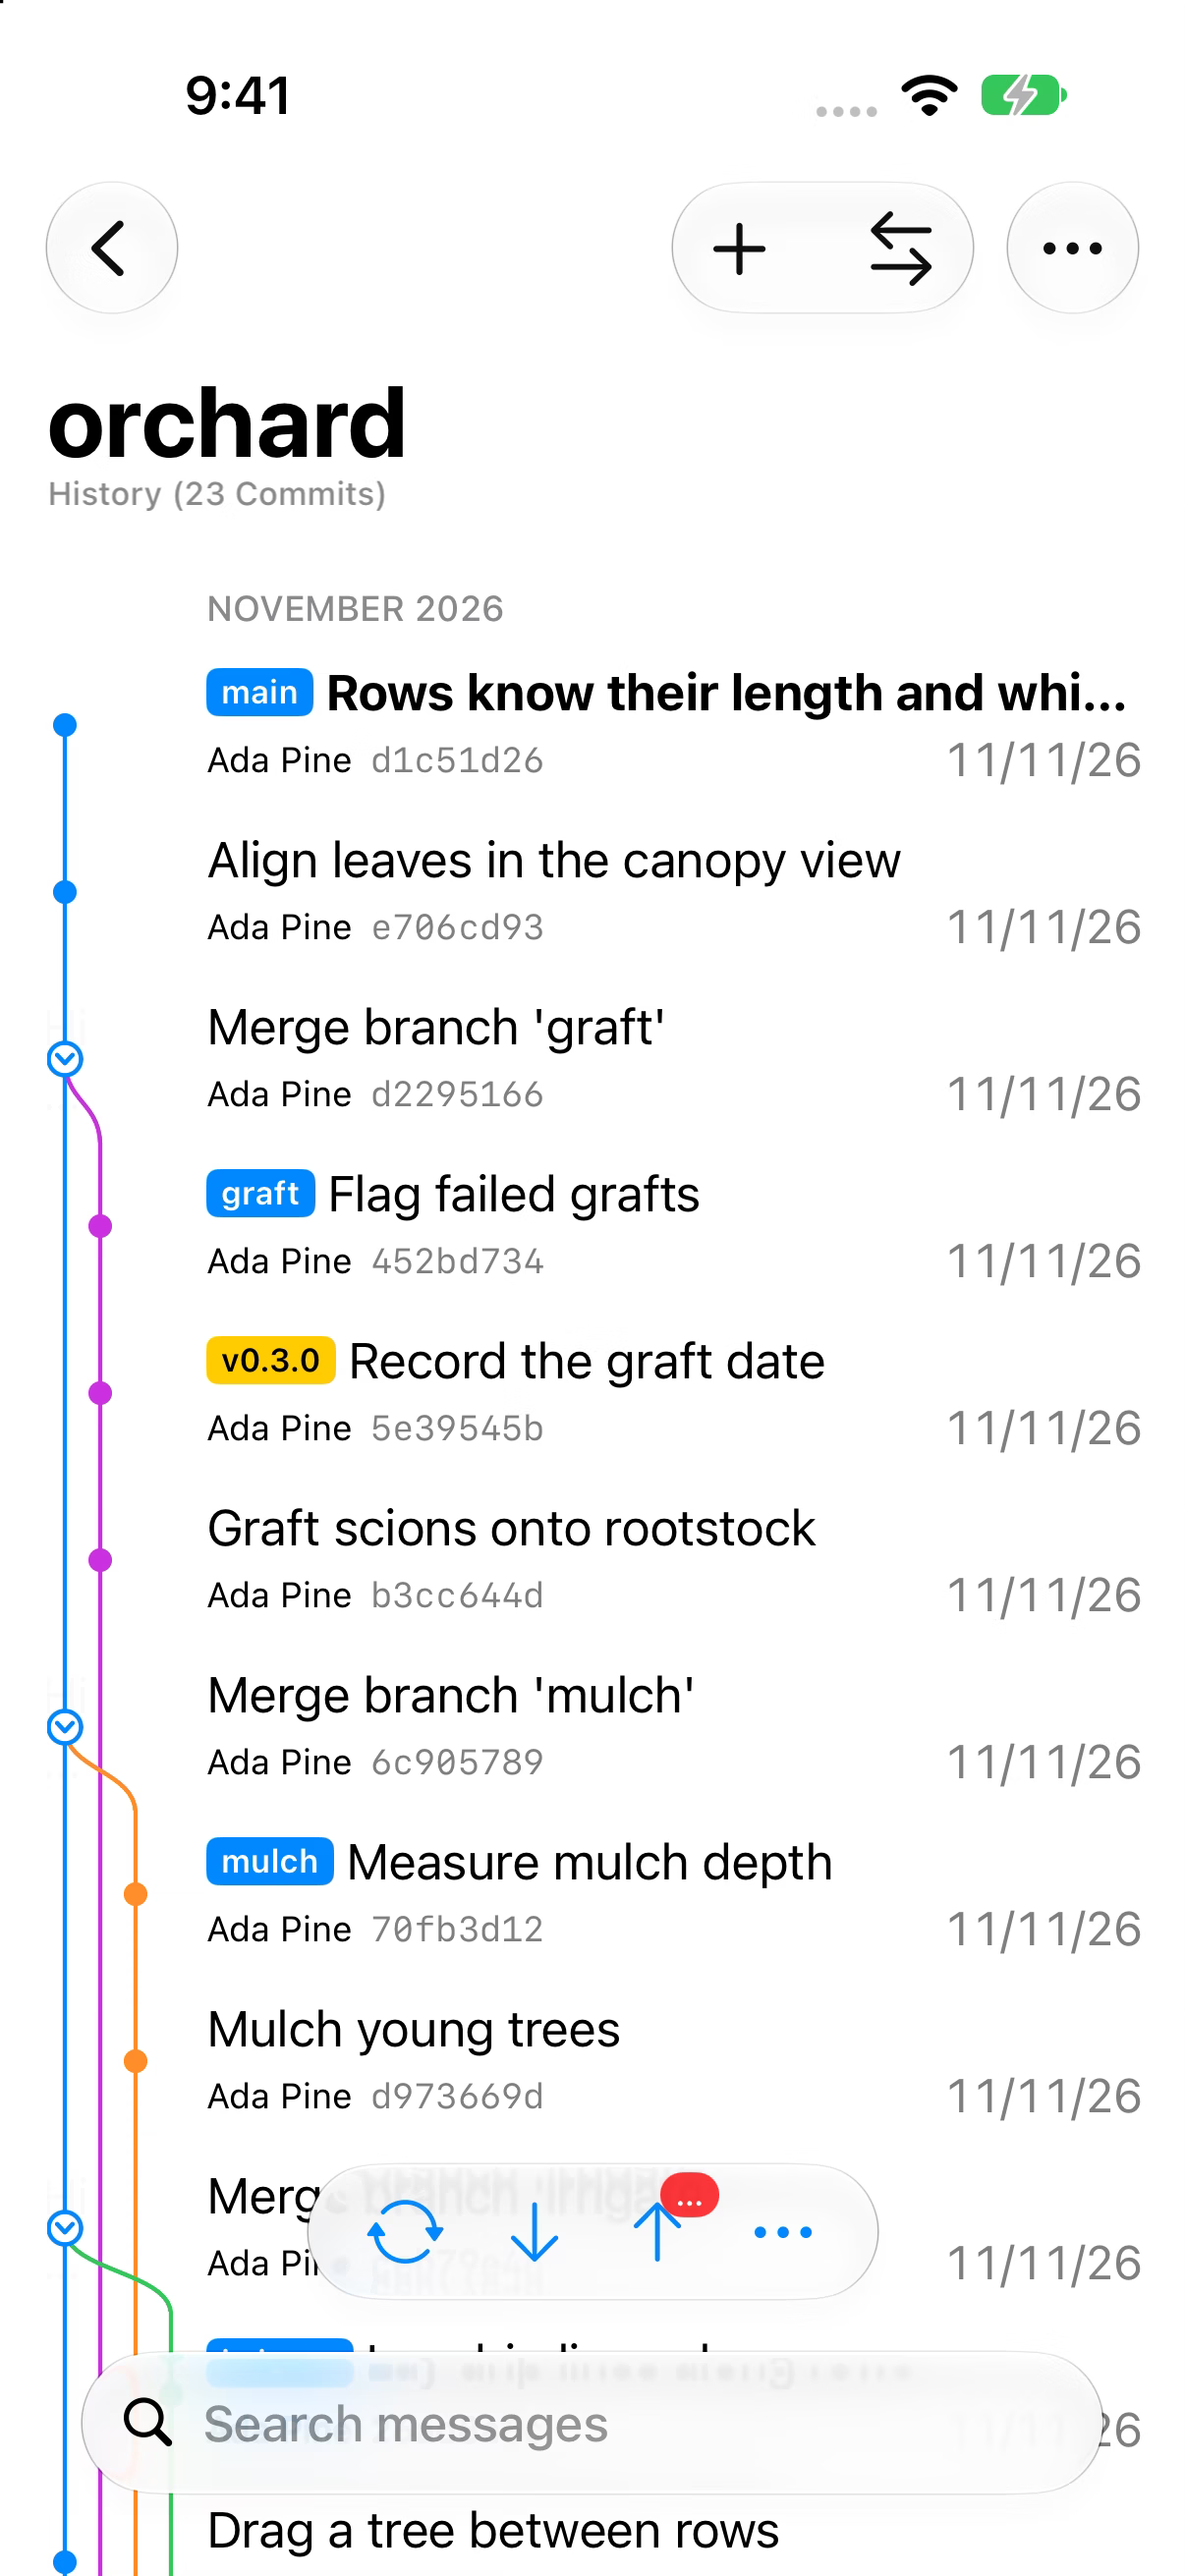 9:41
orchard
History (23 Commits)
NOVEMBER 2026
main Rows know their length and whi...
Ada Pine d1c51d26 11/11/26
Align leaves in the canopy view
Ada Pine e706cd93 11/11/26
Merge branch 'graft'
Ada Pine d2295166 11/11/26
graft Flag failed grafts
Ada Pine 452bd734 11/11/26
v0.3.0 Record the graft date
Ada Pine 5e39545b 11/11/26
Graft scions onto rootstock
Ada Pine b3cc644d 11/11/26
Merge branch 'mulch'
Ada Pine 6c905789 11/11/26
mulch Measure mulch depth
Ada Pine 70fb3d12 11/11/26
Mulch young trees
Ada Pine d973669d 11/11/26
...
Ada 11/11/26
Search messages
Drag a tree between rows